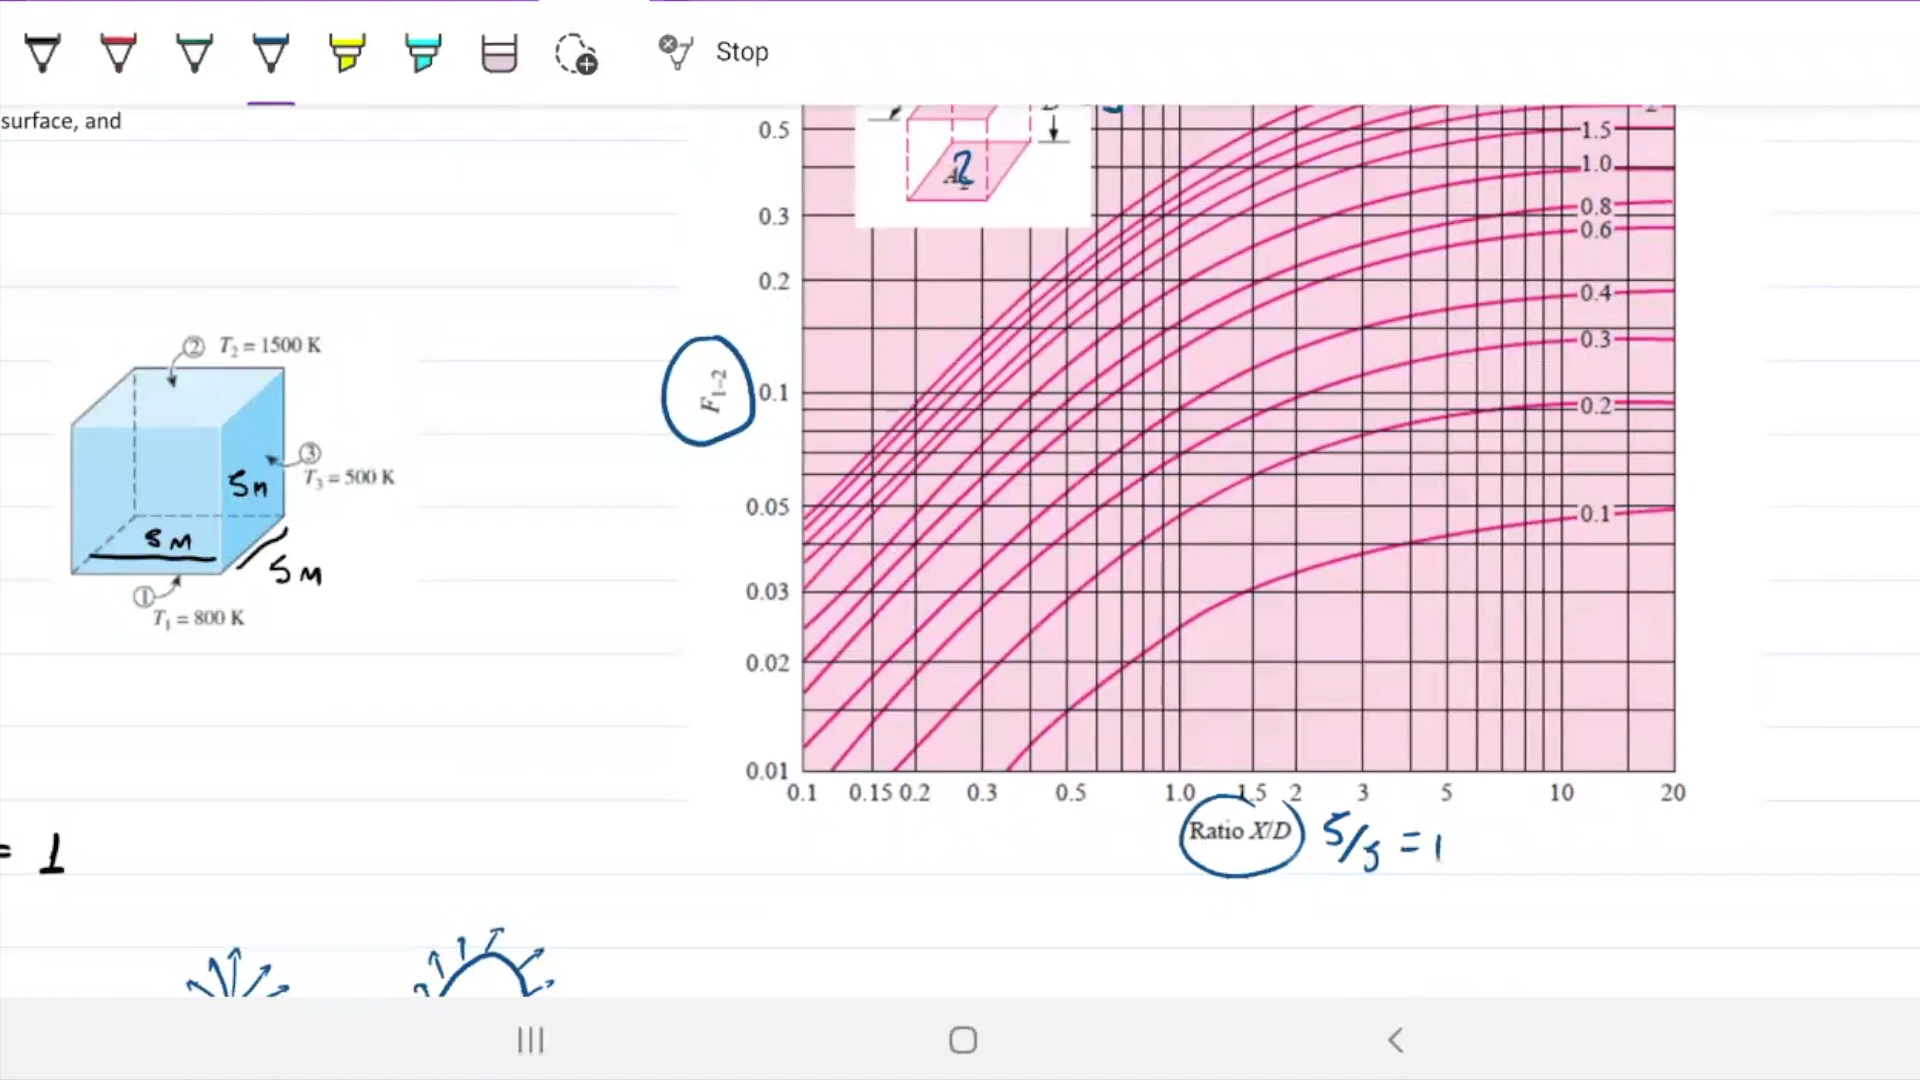 Stop
surface, and
② T₂ = 1500 K
③
T₃ = 500 K
5m
5 M
5 M
①
T₁ = 800 K
= 1
2
0.5
0.3
0.2
0.1
0.05
0.03
0.02
0.01
F₁₋₂
1.5
1.0
0.8
0.6
0.4
0.3
0.2
0.1
0.1 0.15 0.2 0.3 0.5 1.0 1.5 2 3 5 10 20
Ratio X/D 5/5 = 1